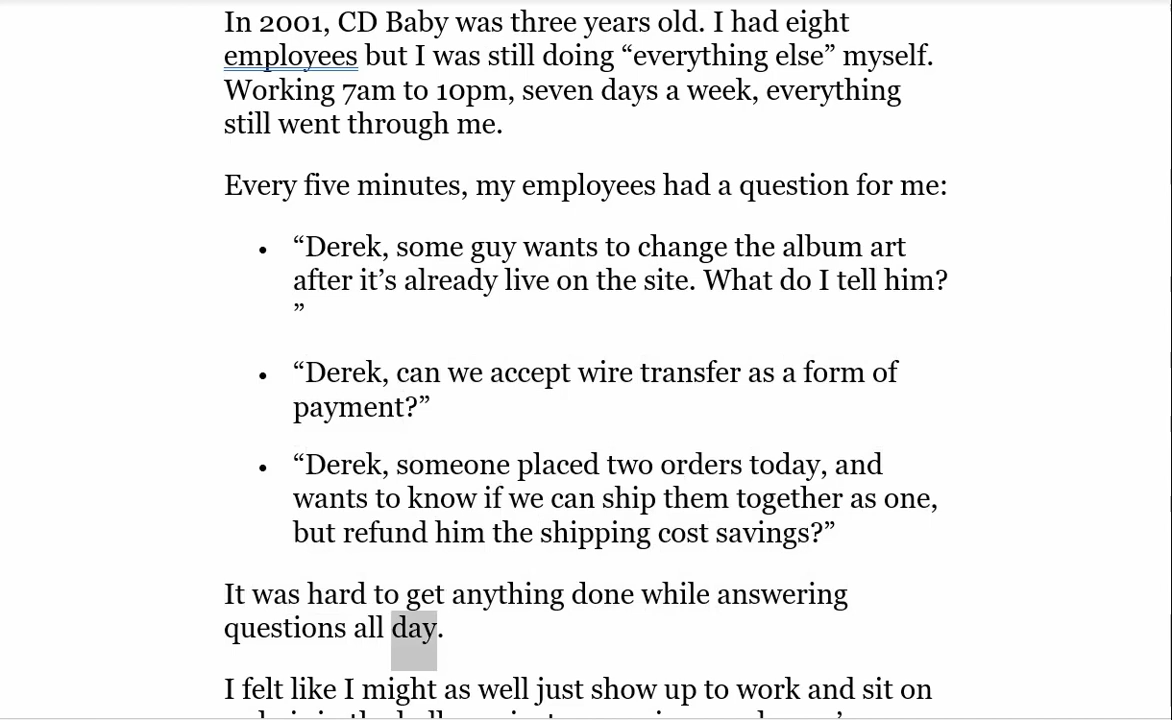 In 2001, CD Baby was three years old. I had eight
employees but I was still doing “everything else” myself.
Working 7am to 10pm, seven days a week, everything
still went through me.
Every five minutes, my employees had a question for me:
• “Derek, some guy wants to change the album art
after it’s already live on the site. What do I tell him?
”
• “Derek, can we accept wire transfer as a form of
payment?”
• “Derek, someone placed two orders today, and
wants to know if we can ship them together as one,
but refund him the shipping cost savings?”
It was hard to get anything done while answering
questions all day.
I felt like I might as well just show up to work and sit on